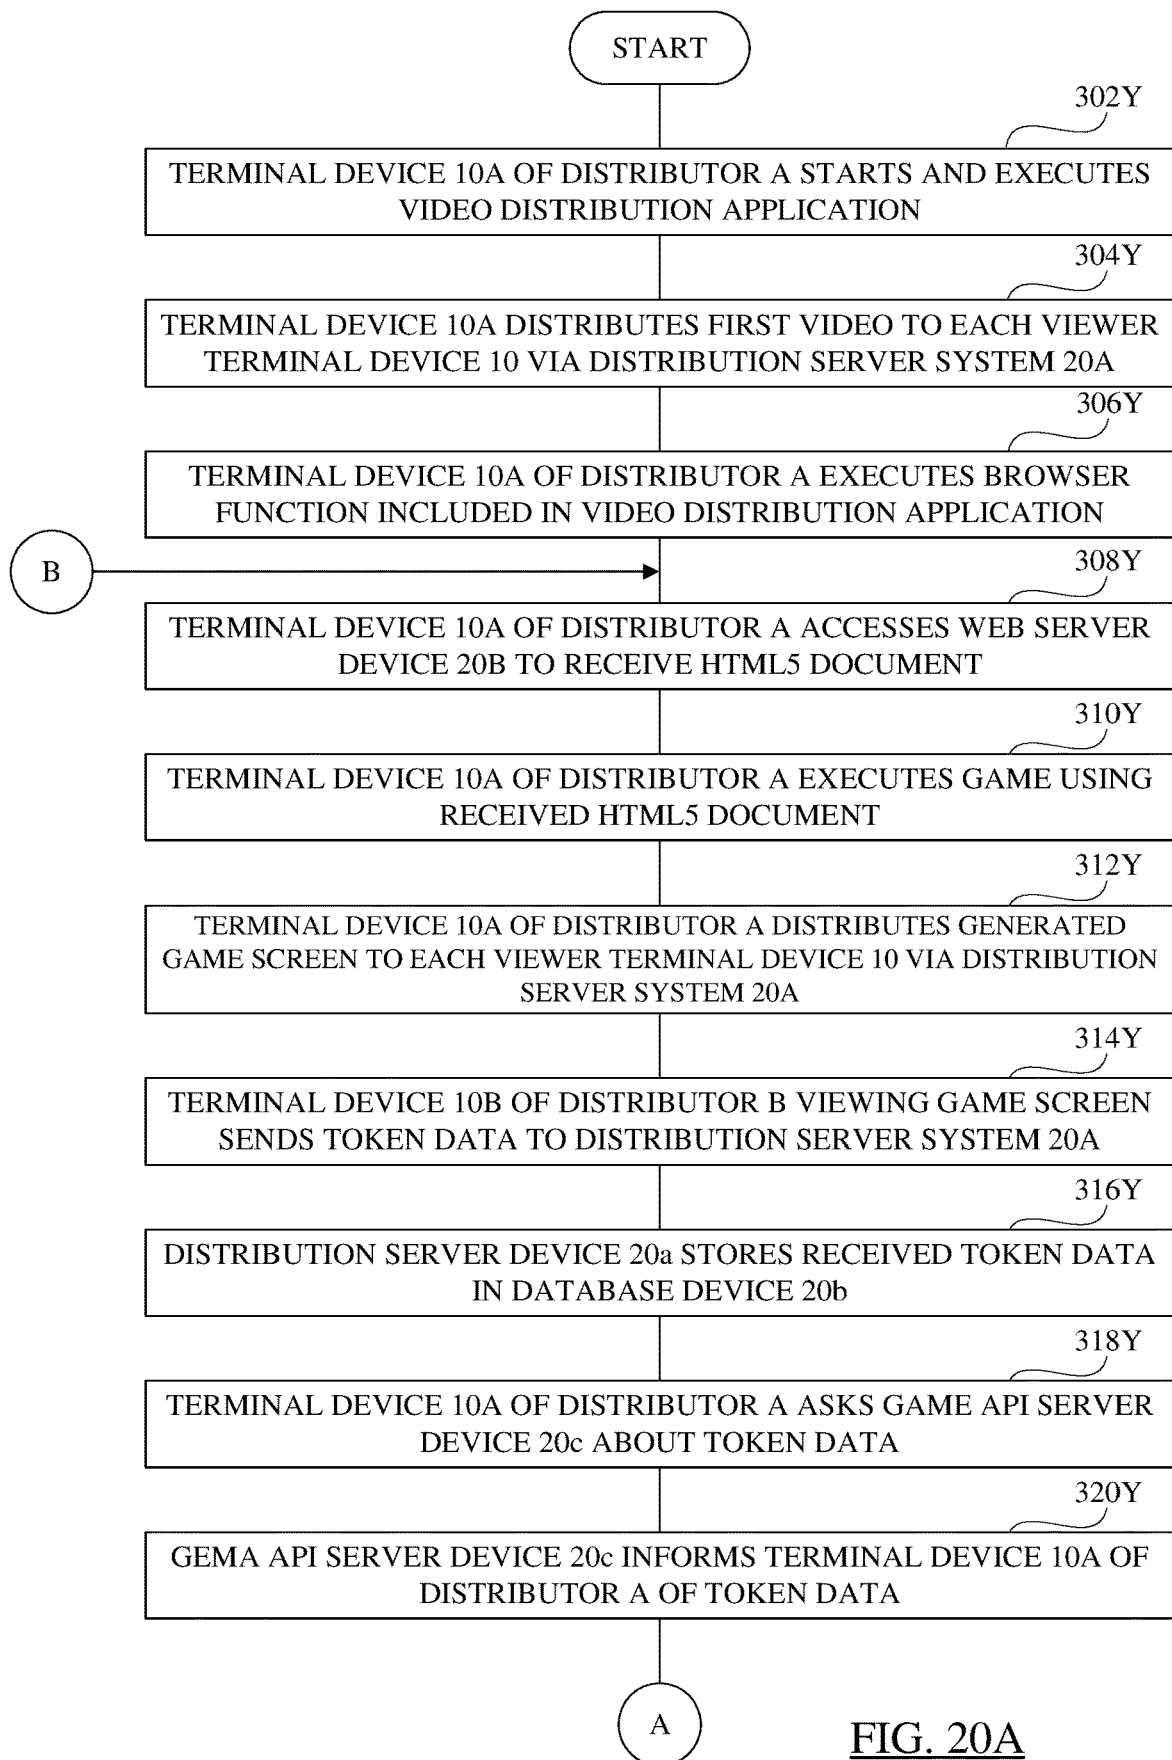 START
302Y
TERMINAL DEVICE 10A OF DISTRIBUTOR A STARTS AND EXECUTES
VIDEO DISTRIBUTION APPLICATION
304Y
TERMINAL DEVICE 10A DISTRIBUTES FIRST VIDEO TO EACH VIEWER
TERMINAL DEVICE 10 VIA DISTRIBUTION SERVER SYSTEM 20A
306Y
TERMINAL DEVICE 10A OF DISTRIBUTOR A EXECUTES BROWSER
FUNCTION INCLUDED IN VIDEO DISTRIBUTION APPLICATION
B
308Y
TERMINAL DEVICE 10A OF DISTRIBUTOR A ACCESSES WEB SERVER
DEVICE 20B TO RECEIVE HTML5 DOCUMENT
310Y
TERMINAL DEVICE 10A OF DISTRIBUTOR A EXECUTES GAME USING
RECEIVED HTML5 DOCUMENT
312Y
TERMINAL DEVICE 10A OF DISTRIBUTOR A DISTRIBUTES GENERATED
GAME SCREEN TO EACH VIEWER TERMINAL DEVICE 10 VIA DISTRIBUTION
SERVER SYSTEM 20A
314Y
TERMINAL DEVICE 10B OF DISTRIBUTOR B VIEWING GAME SCREEN
SENDS TOKEN DATA TO DISTRIBUTION SERVER SYSTEM 20A
316Y
DISTRIBUTION SERVER DEVICE 20a STORES RECEIVED TOKEN DATA
IN DATABASE DEVICE 20b
318Y
TERMINAL DEVICE 10A OF DISTRIBUTOR A ASKS GAME API SERVER
DEVICE 20c ABOUT TOKEN DATA
320Y
GEMA API SERVER DEVICE 20c INFORMS TERMINAL DEVICE 10A OF
DISTRIBUTOR A OF TOKEN DATA
A
FIG. 20A